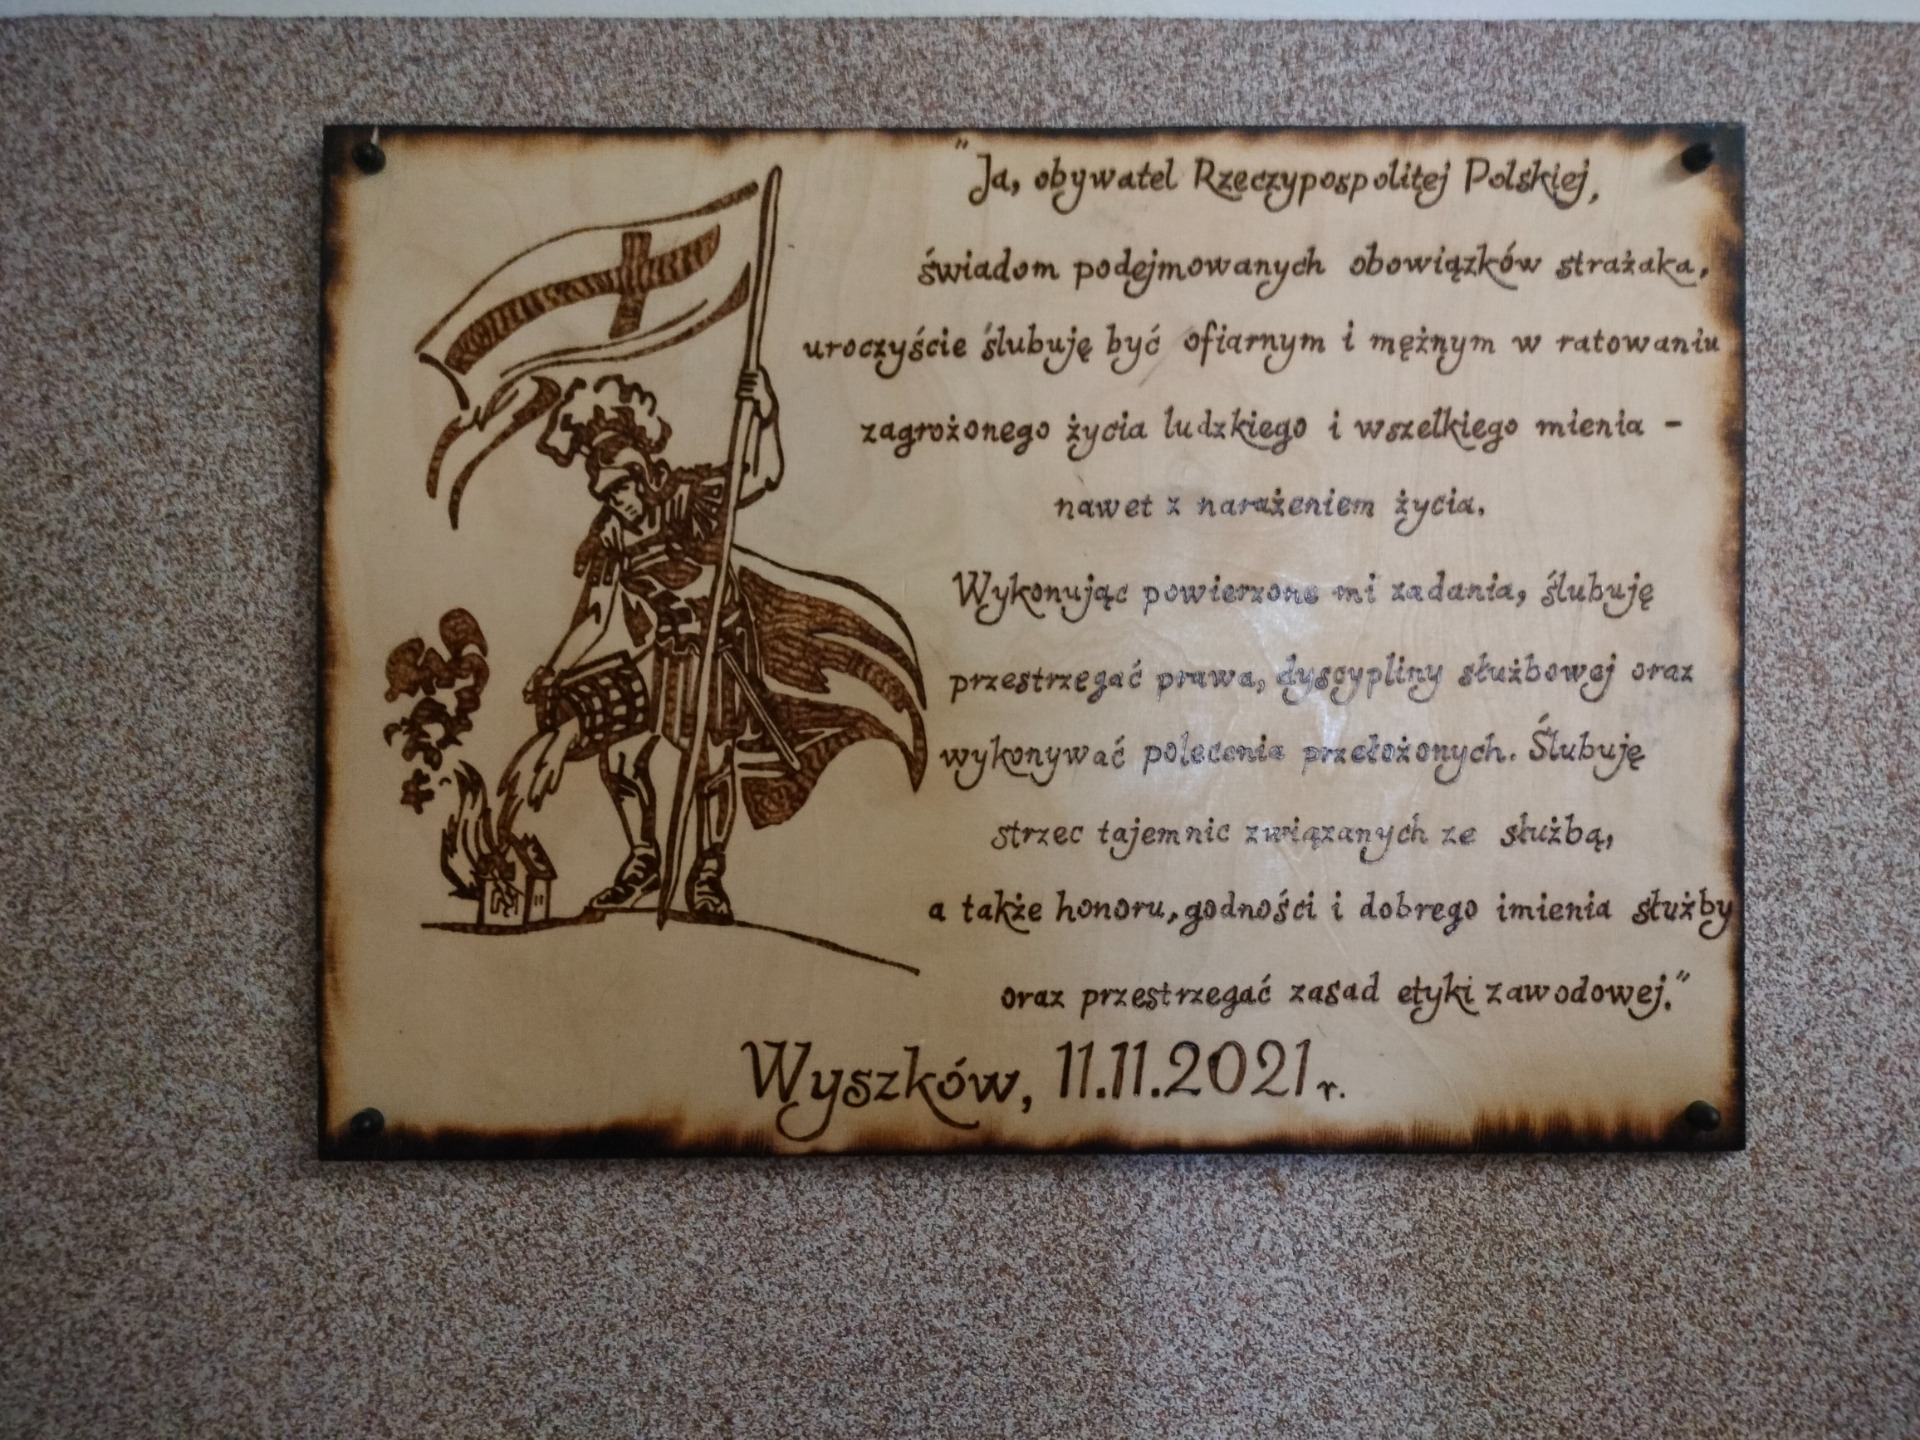 "Ja, obywatel Rzeczypospolitej Polskiej,
świadom podejmowanych obowiązków strażaka,
uroczyście ślubuję być ofiarnym i mężnym w ratowaniu
zagrożonego życia ludzkiego i wszelkiego mienia -
nawet z narażeniem życia.
Wykonując powierzone mi zadania, ślubuję
przestrzegać prawa, dyscypliny służbowej oraz
wykonywać polecenia przełożonych. Ślubuję
strzec tajemnic związanych ze służbą,
a także honoru, godności i dobrego imienia służby
oraz przestrzegać zasad etyki zawodowej."
Wyszków, 11.11.2021 r.